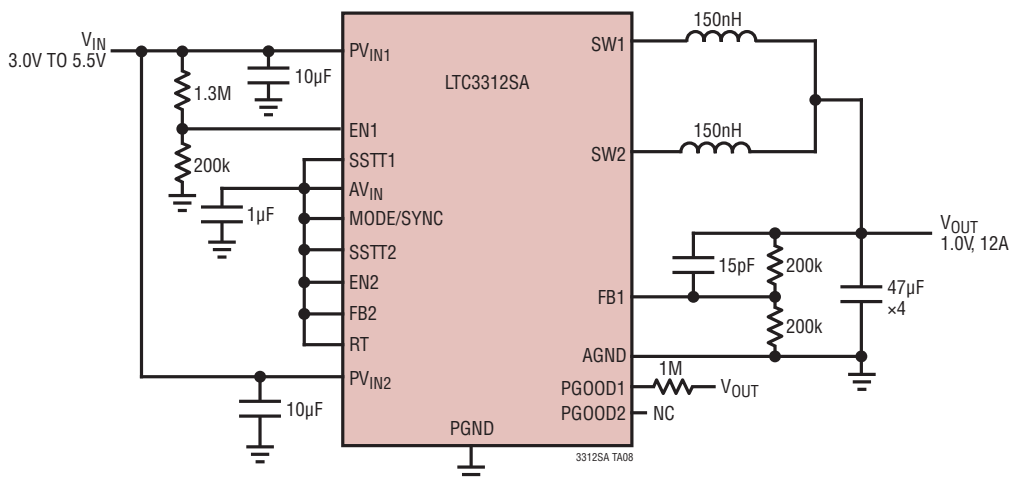 V_IN
3.0V TO 5.5V
1.3M
200k
10µF
1µF
10µF
PV_IN1
EN1
SSTT1
AV_IN
MODE/SYNC
SSTT2
EN2
FB2
RT
PV_IN2
LTC3312SA
PGND
SW1
SW2
FB1
AGND
PGOOD1
PGOOD2
150nH
150nH
15pF
200k
200k
47µF
×4
V_OUT
1.0V, 12A
1M
V_OUT
NC
3312SA TA08